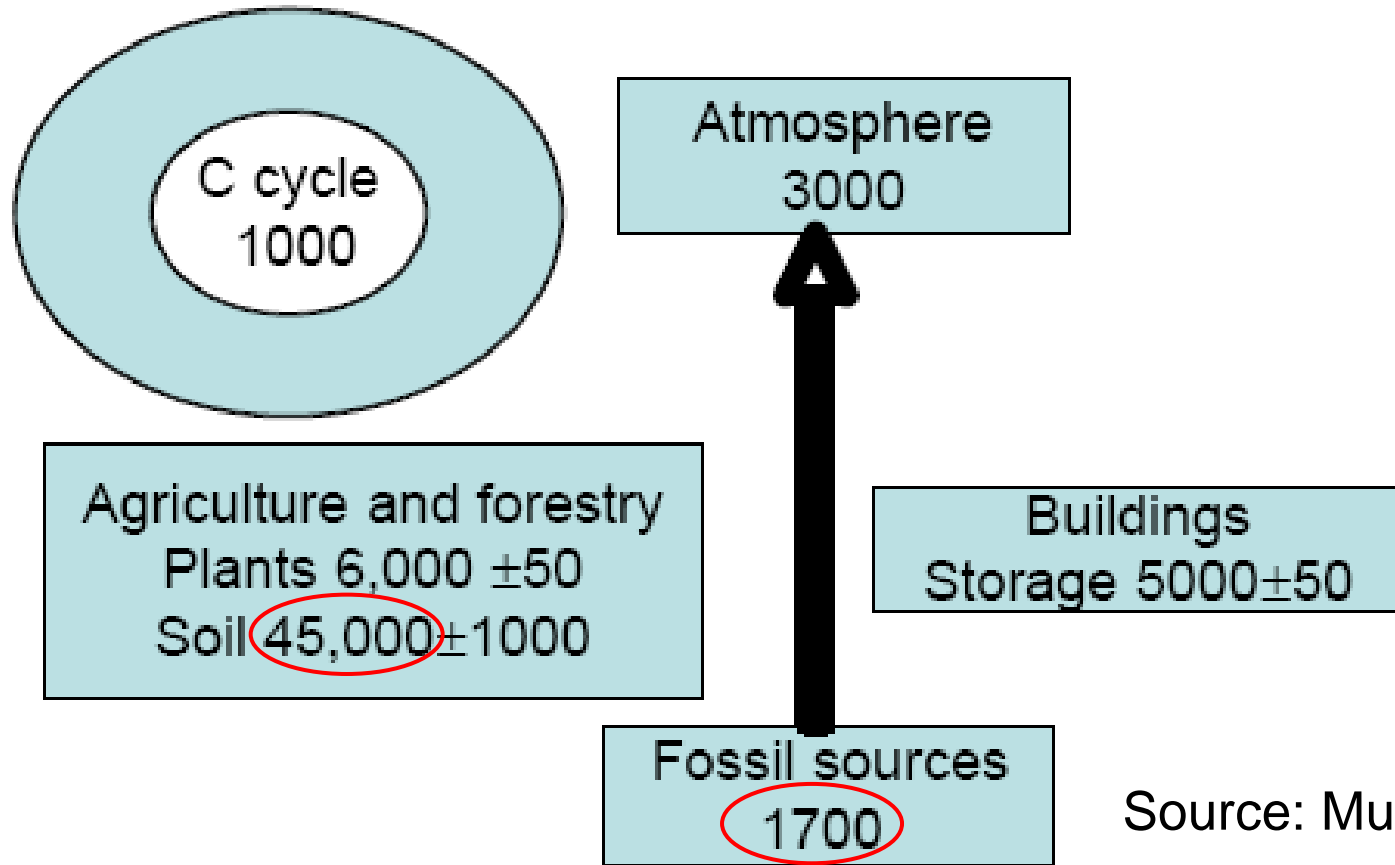 C cycle
1000
Atmosphere
3000
Agriculture and forestry
Plants 6,000 ±50
Soil 45,000±1000
Buildings
Storage 5000±50
Fossil sources
1700
Source: Mu